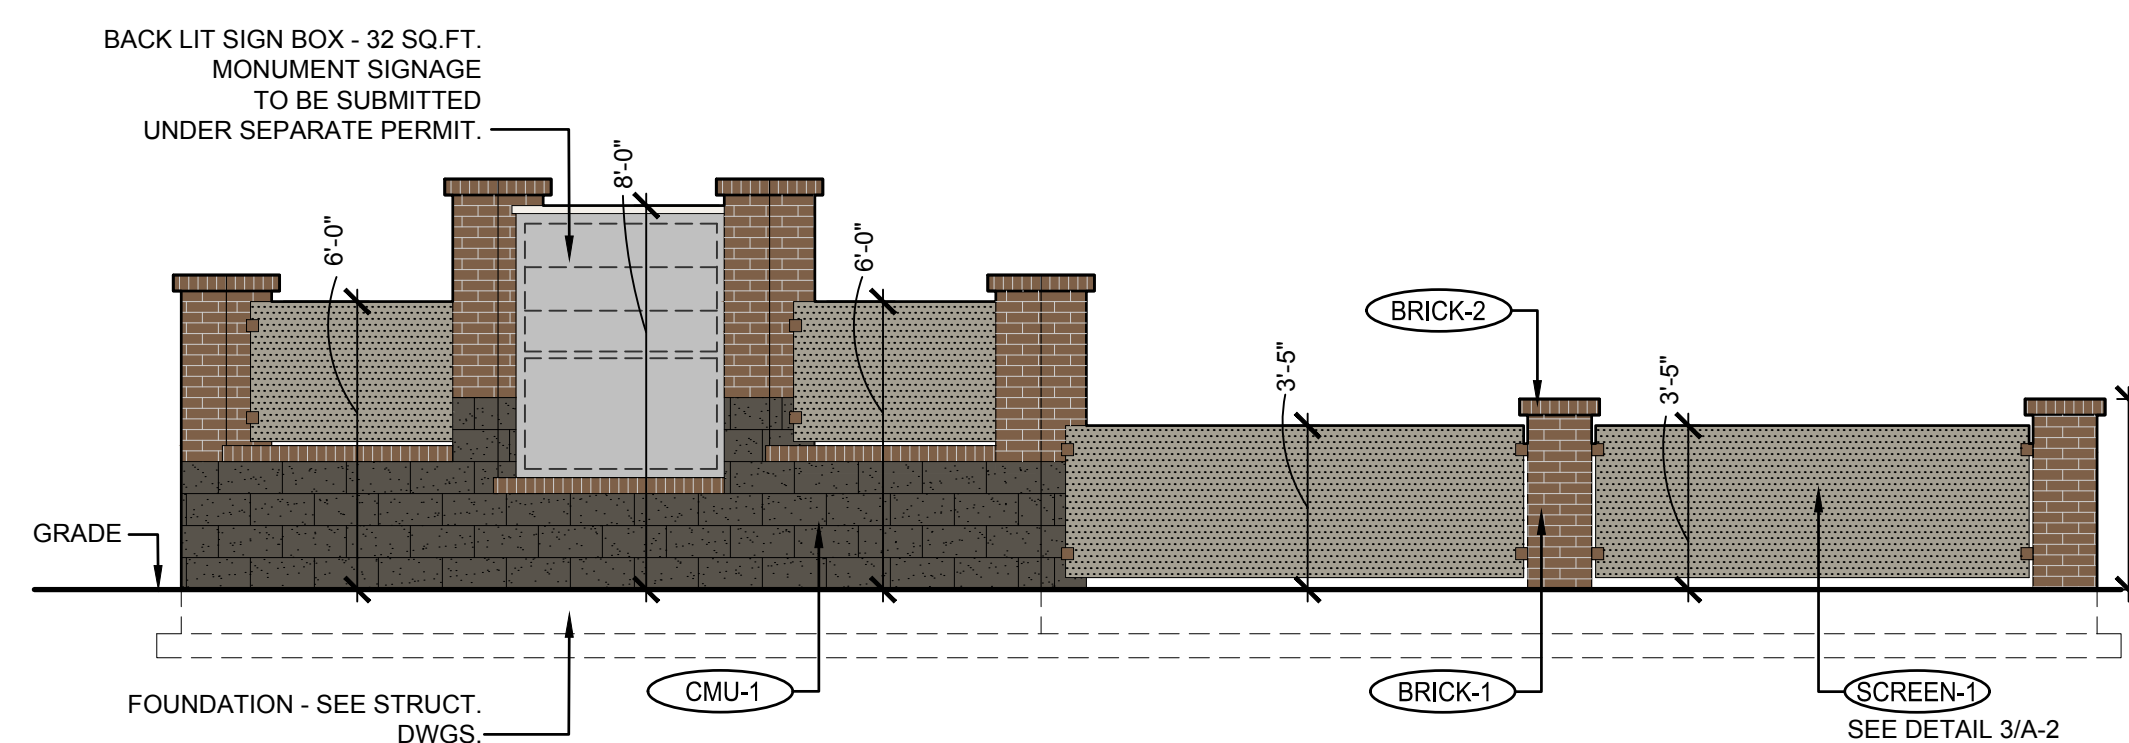 BACK LIT SIGN BOX - 32 SQ.FT.
MONUMENT SIGNAGE
TO BE SUBMITTED
UNDER SEPARATE PERMIT.
8'-0"
6'-0"
6'-0"
BRICK-2
3'-5"
3'-5"
GRADE
CMU-1
BRICK-1
SCREEN-1
SEE DETAIL 3/A-2
FOUNDATION - SEE STRUCT.
DWGS.